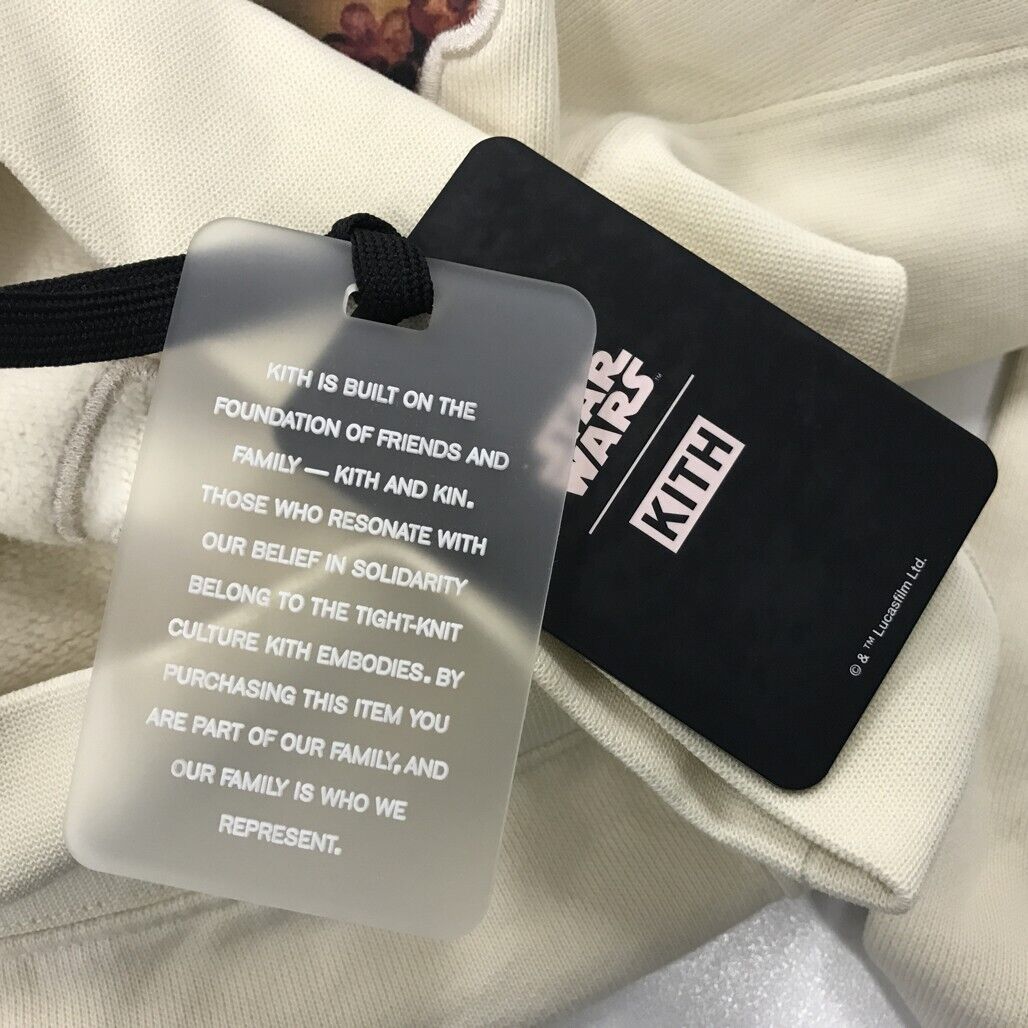 KITH IS BUILT ON THE
FOUNDATION OF FRIENDS AND
FAMILY — KITH AND KIN.
THOSE WHO RESONATE WITH
OUR BELIEF IN SOLIDARITY
BELONG TO THE TIGHT-KNIT
CULTURE KITH EMBODIES. BY
PURCHASING THIS ITEM YOU
ARE PART OF OUR FAMILY, AND
OUR FAMILY IS WHO WE
REPRESENT.
STAR
WARS™
KITH
© & ™ Lucasfilm Ltd.